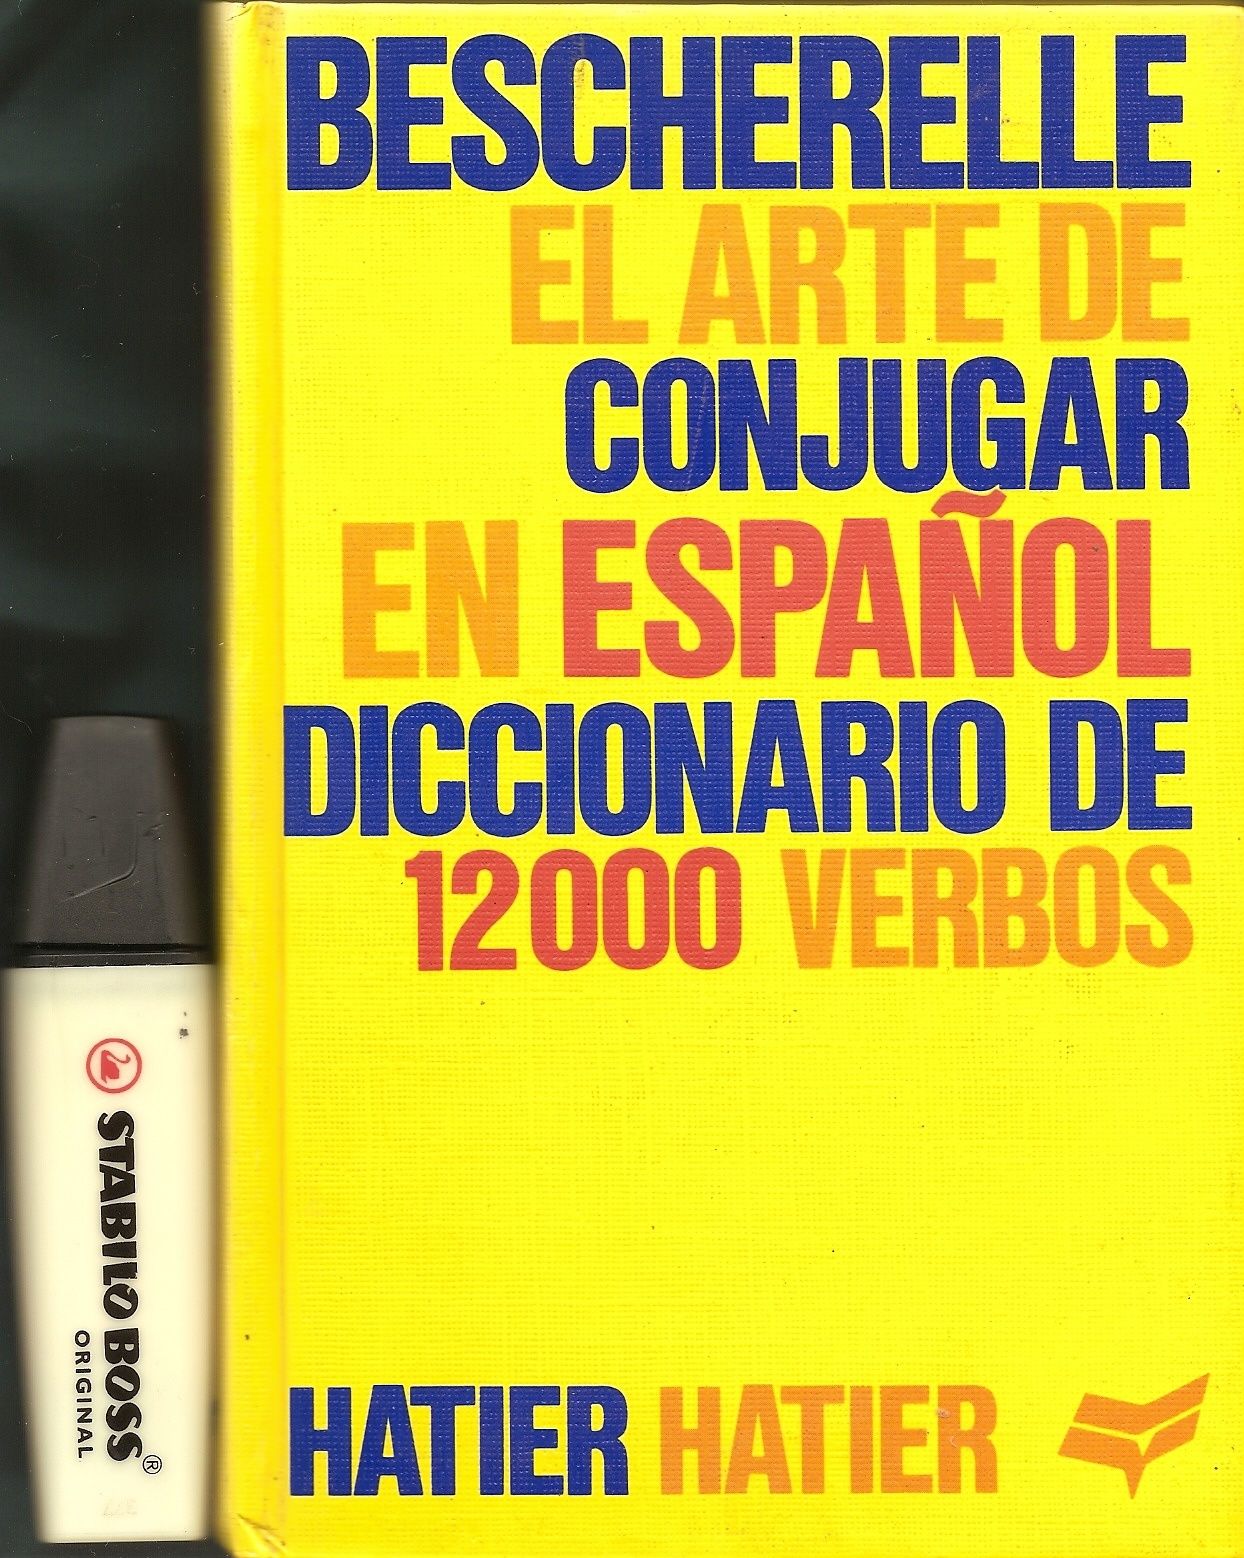 BESCHERELLE
EL ARTE DE
CONJUGAR
EN ESPAÑOL
DICCIONARIO DE
12000 VERBOS
HATIER HATIER
STABILO BOSS®
ORIGINAL